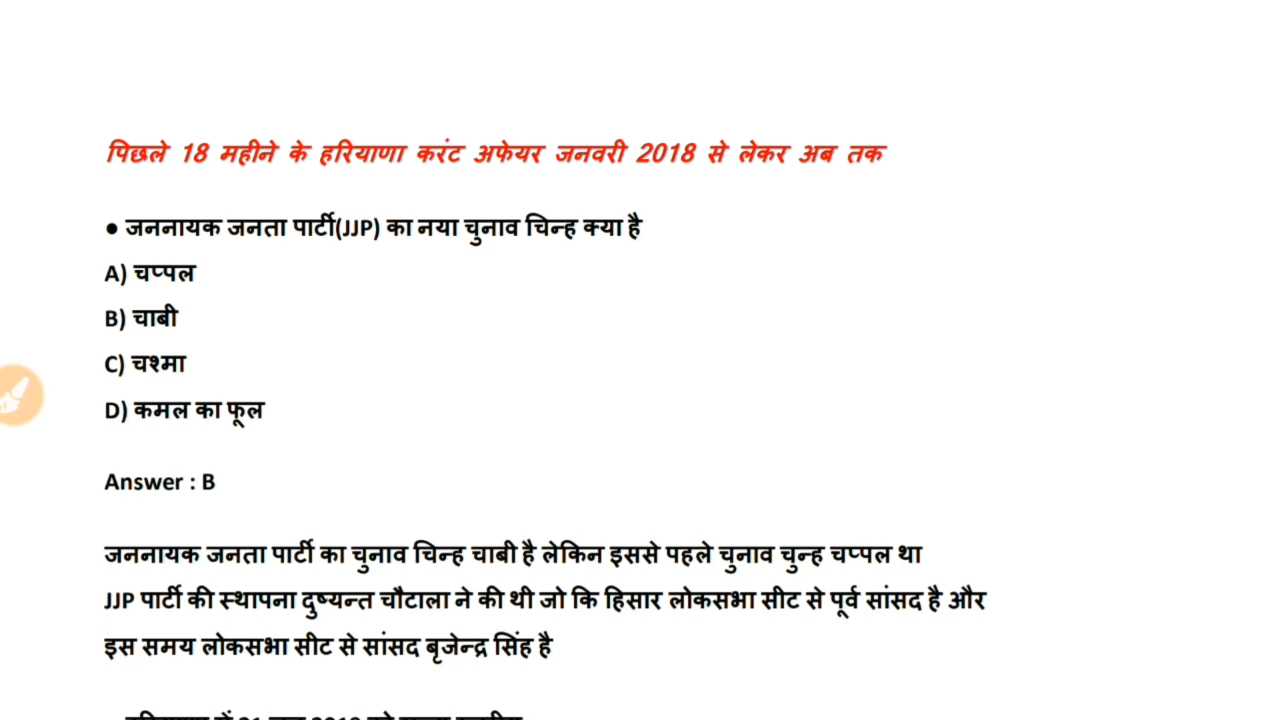 पिछले 18 महीने के हरियाणा करंट अफेयर जनवरी 2018 से लेकर अब तक
● जननायक जनता पार्टी(JJP) का नया चुनाव चिन्ह क्या है
A) चप्पल
B) चाबी
C) चश्मा
D) कमल का फूल
Answer : B
जननायक जनता पार्टी का चुनाव चिन्ह चाबी है लेकिन इससे पहले चुनाव चुन्ह चप्पल था
JJP पार्टी की स्थापना दुष्यन्त चौटाला ने की थी जो कि हिसार लोकसभा सीट से पूर्व सांसद है और
इस समय लोकसभा सीट से सांसद बृजेन्द्र सिंह है